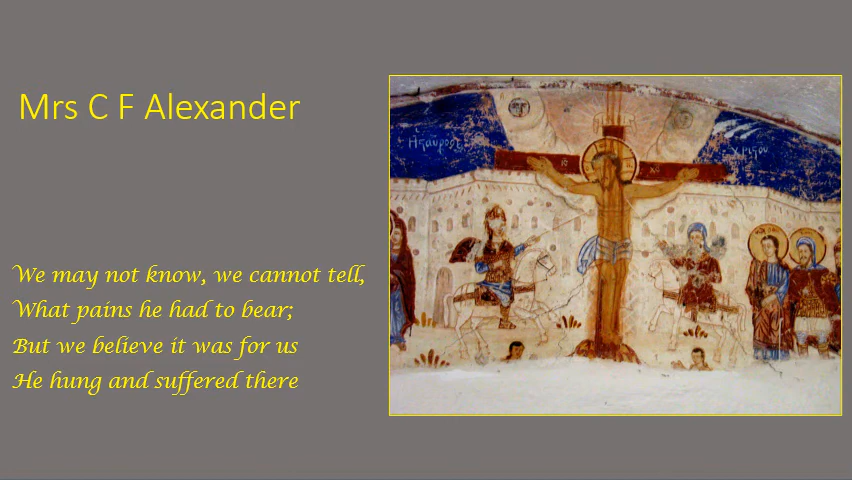 Mrs C F Alexander
We may not know, we cannot tell,
What pains he had to bear;
But we believe it was for us
He hung and suffered there